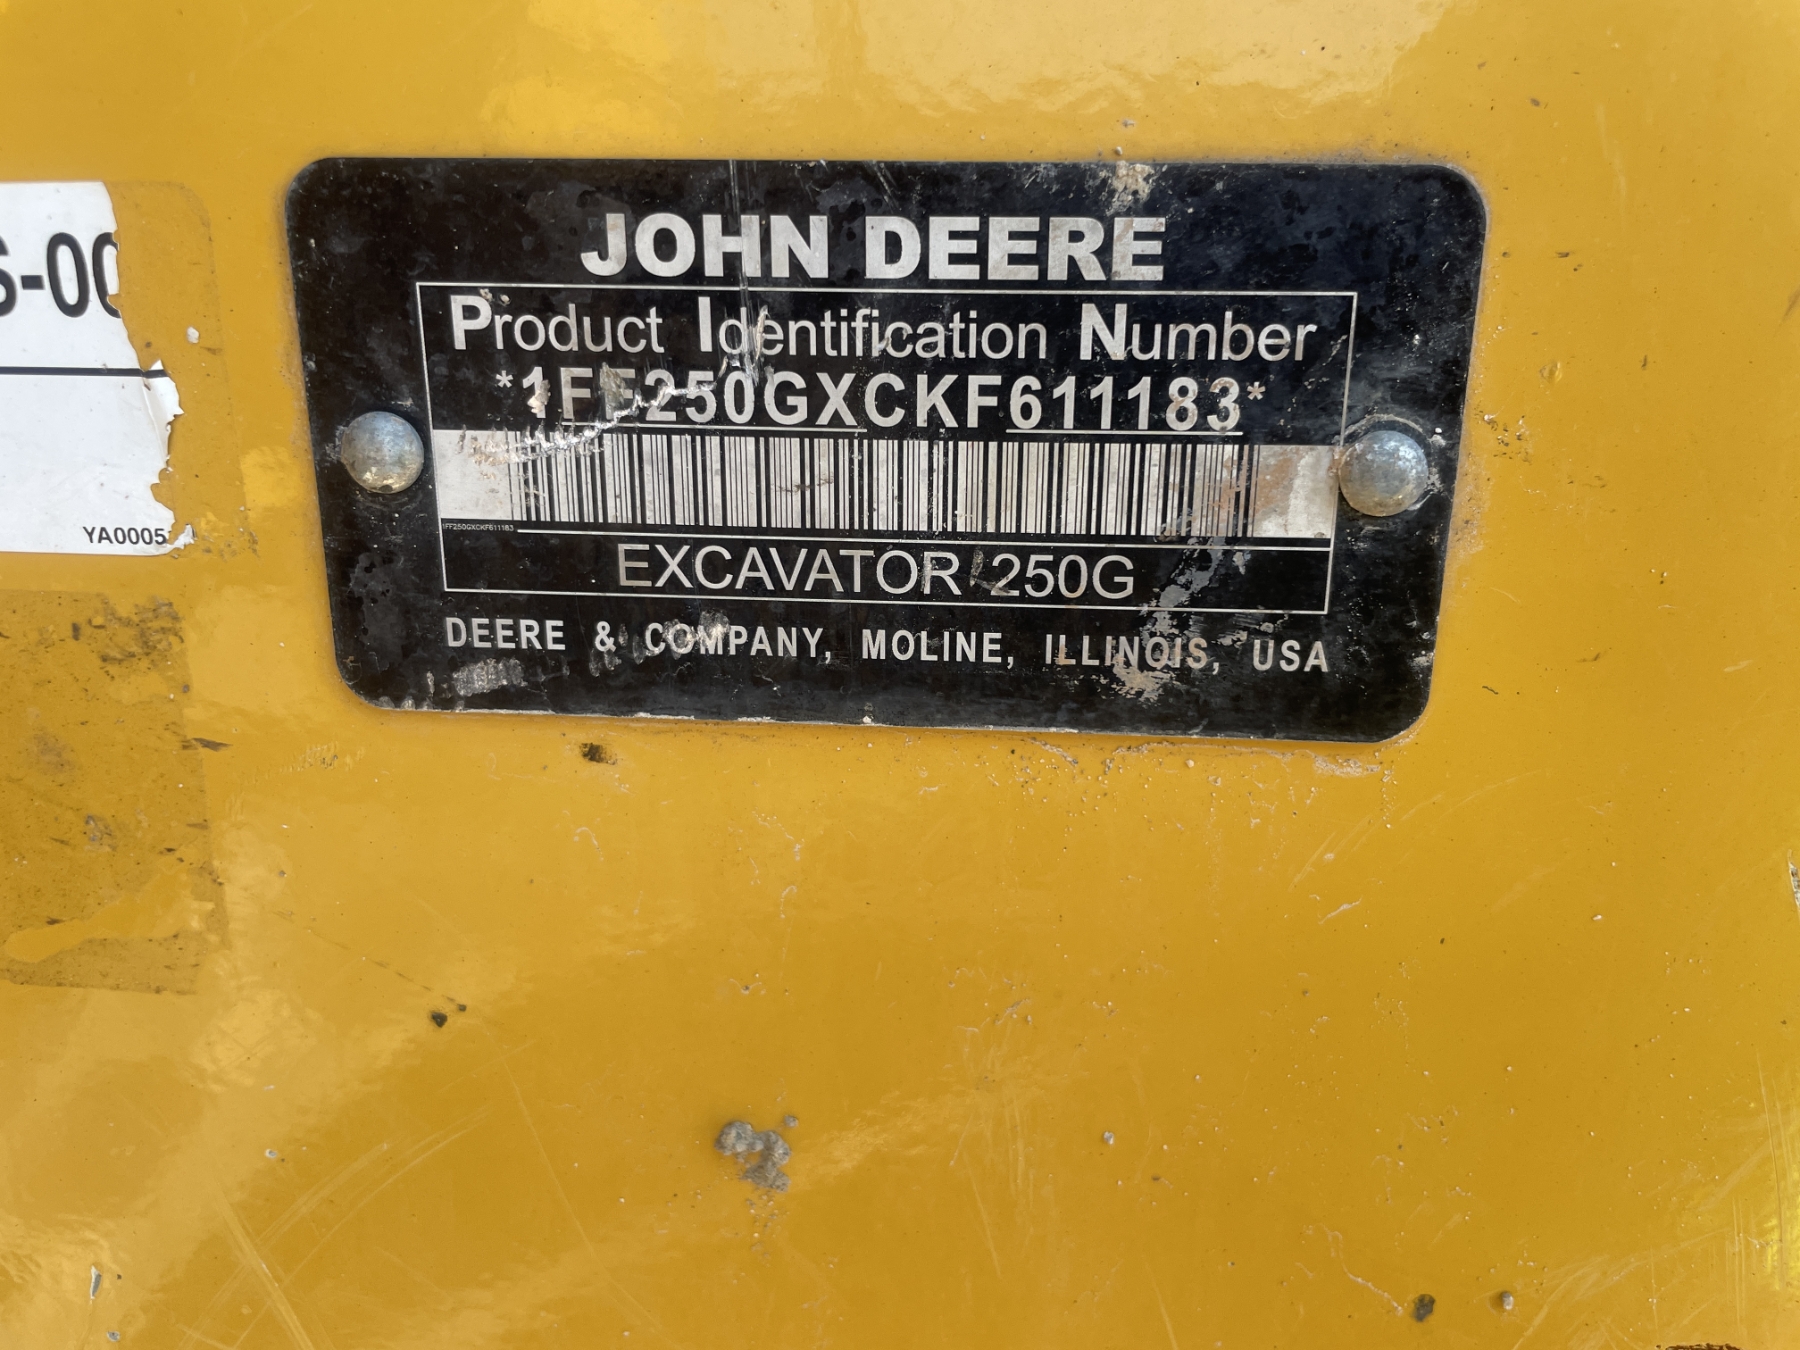 JOHN DEERE
Product Identification Number
*1FF250GXCKF611183*
1FF250GXCKF611183
EXCAVATOR 250G
DEERE & COMPANY, MOLINE, ILLINOIS, USA
S-00
YA0005